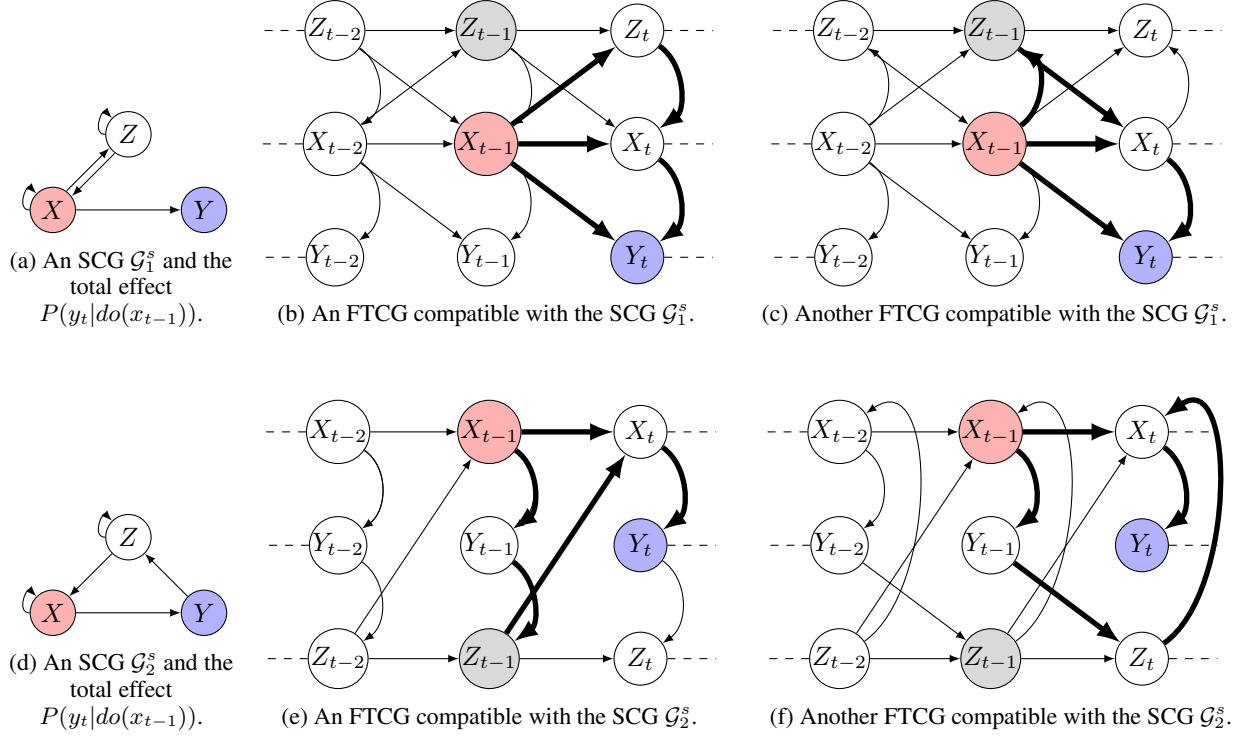 Z
X
Y
(a) An SCG 𝒢₁ˢ and the
total effect
P(y_t|do(x_{t−1})).
Z_{t−2} Z_{t−1} Z_t
X_{t−2} X_{t−1} X_t
Y_{t−2} Y_{t−1} Y_t
(b) An FTCG compatible with the SCG 𝒢₁ˢ.
Z_{t−2} Z_{t−1} Z_t
X_{t−2} X_{t−1} X_t
Y_{t−2} Y_{t−1} Y_t
(c) Another FTCG compatible with the SCG 𝒢₁ˢ.
Z
X
Y
(d) An SCG 𝒢₂ˢ and the
total effect
P(y_t|do(x_{t−1})).
X_{t−2} X_{t−1} X_t
Y_{t−2} Y_{t−1} Y_t
Z_{t−2} Z_{t−1} Z_t
(e) An FTCG compatible with the SCG 𝒢₂ˢ.
X_{t−2} X_{t−1} X_t
Y_{t−2} Y_{t−1} Y_t
Z_{t−2} Z_{t−1} Z_t
(f) Another FTCG compatible with the SCG 𝒢₂ˢ.